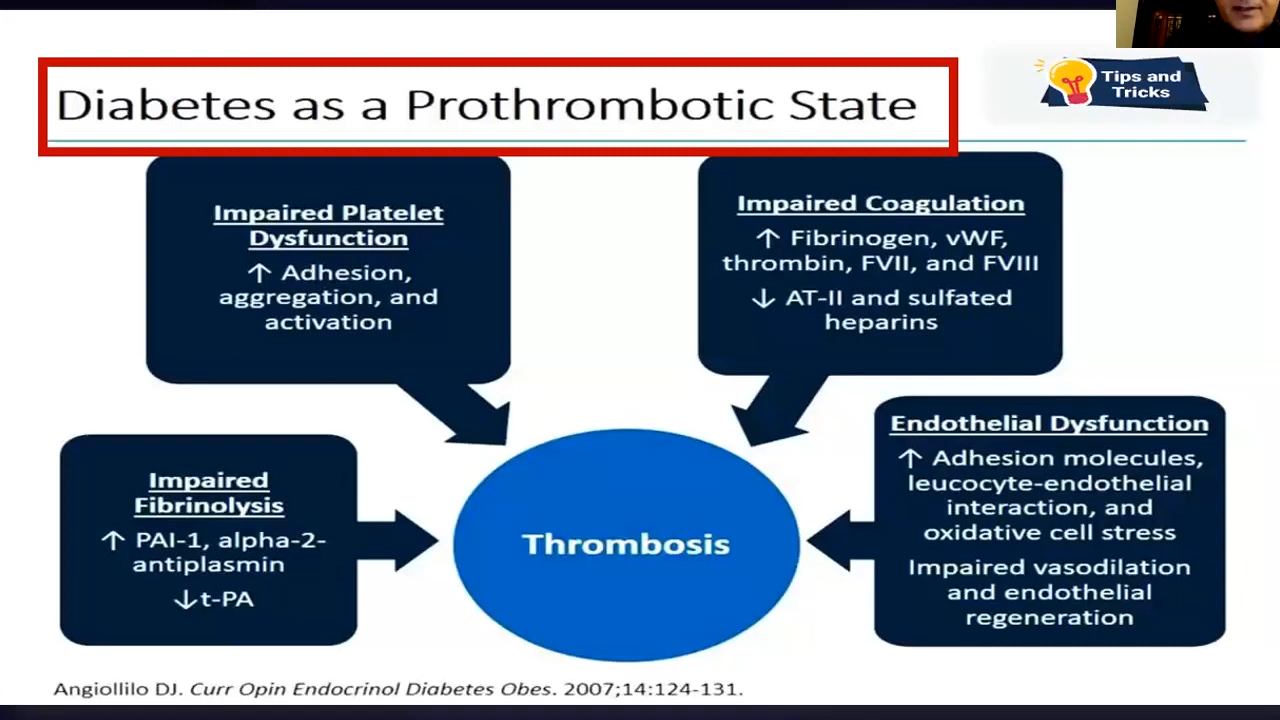 Diabetes as a Prothrombotic State
Tips and
Tricks
Impaired Platelet
Dysfunction
↑ Adhesion,
aggregation, and
activation
Impaired Coagulation
↑ Fibrinogen, vWF,
thrombin, FVII, and FVIII
↓ AT-II and sulfated
heparins
Impaired
Fibrinolysis
↑ PAI-1, alpha-2-
antiplasmin
↓t-PA
Thrombosis
Endothelial Dysfunction
↑ Adhesion molecules,
leucocyte-endothelial
interaction, and
oxidative cell stress
Impaired vasodilation
and endothelial
regeneration
Angiollilo DJ. Curr Opin Endocrinol Diabetes Obes. 2007;14:124-131.